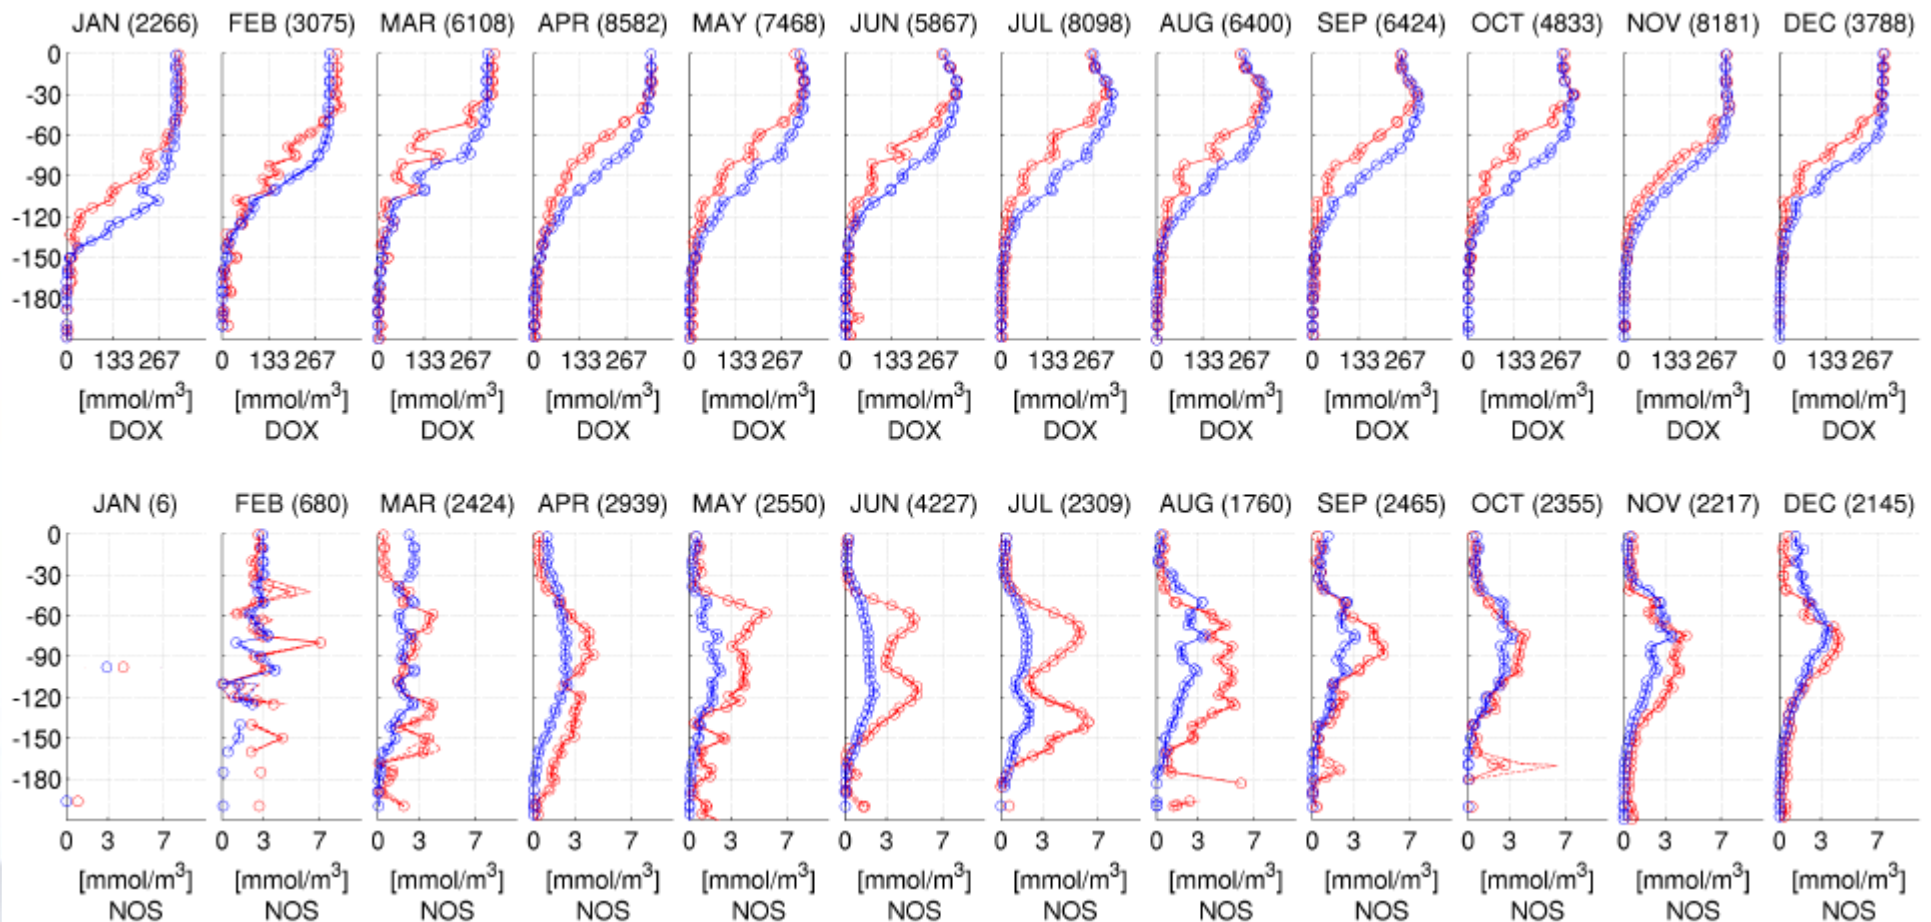 JAN (2266) FEB (3075) MAR (6108) APR (8582) MAY (7468) JUN (5867) JUL (8098) AUG (6400) SEP (6424) OCT (4833) NOV (8181) DEC (3788)
0
-30
-60
-90
-120
-150
-180
0 133 267 0 133 267 0 133 267 0 133 267 0 133 267 0 133 267 0 133 267 0 133 267 0 133 267 0 133 267 0 133 267 0 133 267
[mmol/m³] [mmol/m³] [mmol/m³] [mmol/m³] [mmol/m³] [mmol/m³] [mmol/m³] [mmol/m³] [mmol/m³] [mmol/m³] [mmol/m³] [mmol/m³]
DOX DOX DOX DOX DOX DOX DOX DOX DOX DOX DOX DOX
JAN (6) FEB (680) MAR (2424) APR (2939) MAY (2550) JUN (4227) JUL (2309) AUG (1760) SEP (2465) OCT (2355) NOV (2217) DEC (2145)
0
-30
-60
-90
-120
-150
-180
0 3 7 0 3 7 0 3 7 0 3 7 0 3 7 0 3 7 0 3 7 0 3 7 0 3 7 0 3 7 0 3 7 0 3 7
[mmol/m³] [mmol/m³] [mmol/m³] [mmol/m³] [mmol/m³] [mmol/m³] [mmol/m³] [mmol/m³] [mmol/m³] [mmol/m³] [mmol/m³] [mmol/m³]
NOS NOS NOS NOS NOS NOS NOS NOS NOS NOS NOS NOS